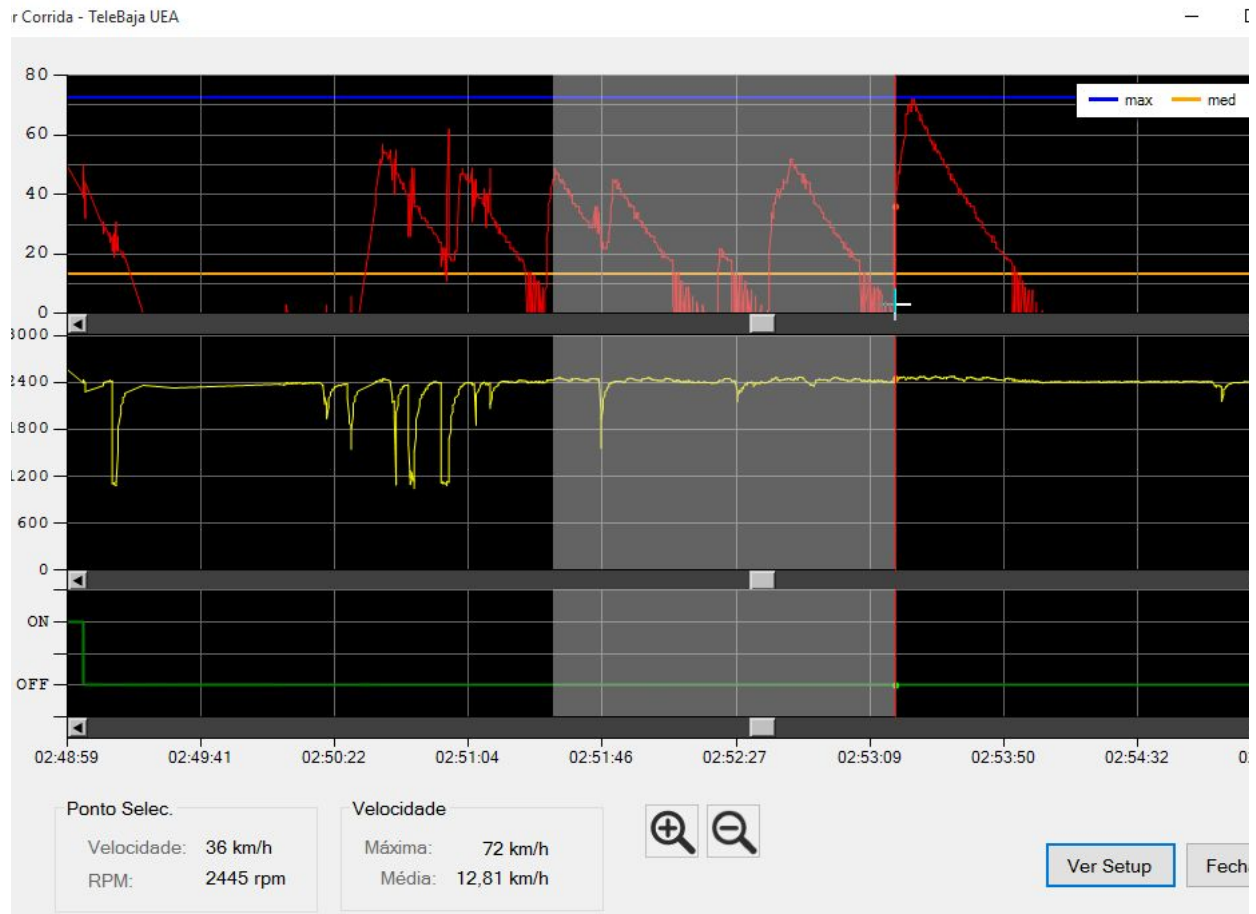 r Corrida - TeleBaja UEA
80
max med
60
40
20
0
3000
2400
1800
1200
600
0
ON
OFF
02:48:59 02:49:41 02:50:22 02:51:04 02:51:46 02:52:27 02:53:09 02:53:50 02:54:32 0
Ponto Selec.
Velocidade: 36 km/h
RPM: 2445 rpm
Velocidade
Máxima: 72 km/h
Média: 12,81 km/h
Ver Setup
Fecha